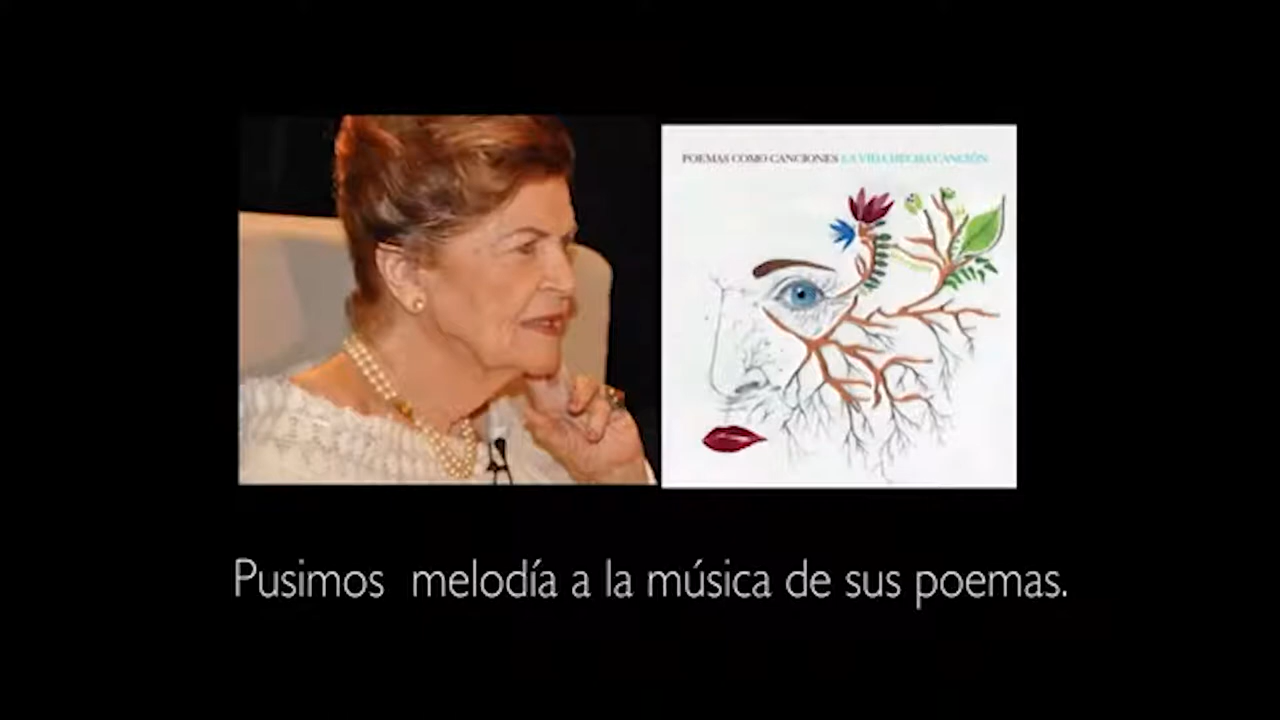 POEMAS COMO CANCIONES LA VIDA HECHA CANCIÓN
Pusimos melodía a la música de sus poemas.